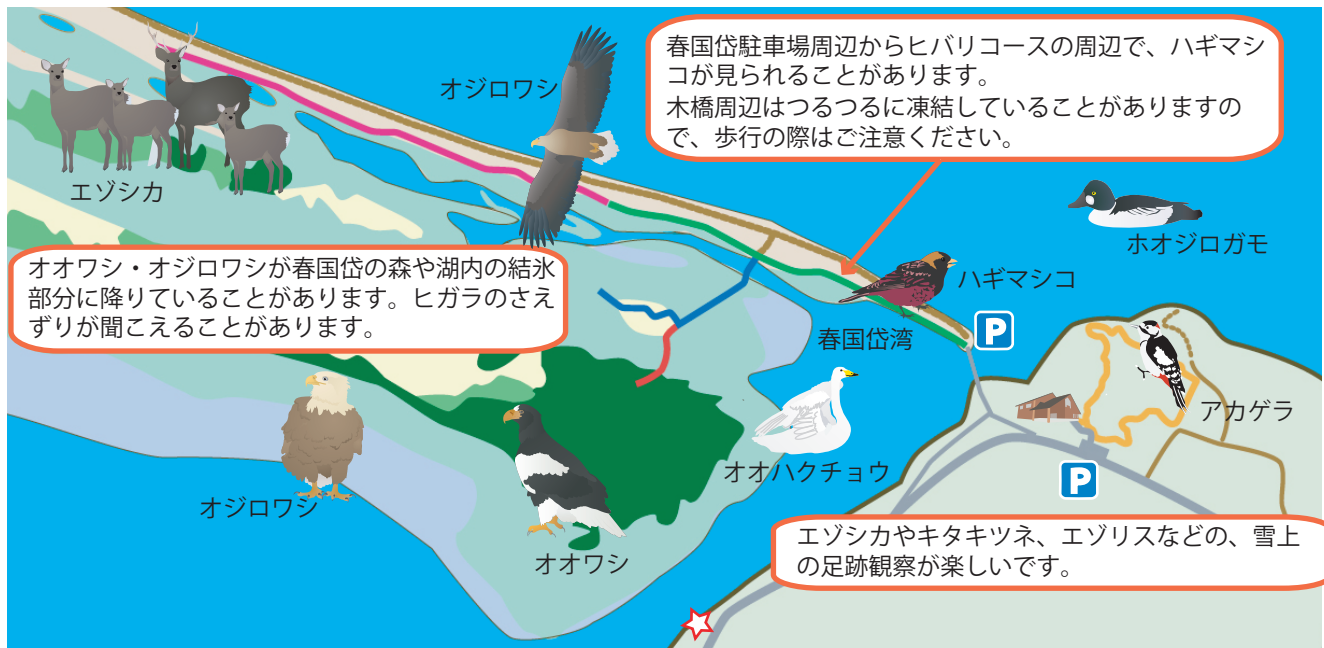 春国岱駐車場周辺からヒバリコースの周辺で、ハギマシ
コが見られることがあります。
木橋周辺はつるつるに凍結していることがありますの
で、歩行の際はご注意ください。
オジロワシ
エゾシカ
ホオジロガモ
オオワシ・オジロワシが春国岱の森や湖内の結氷
部分に降りていることがあります。ヒガラのさえ
ずりが聞こえることがあります。
ハギマシコ
春国岱湾
P
アカゲラ
オオハクチョウ
P
オジロワシ
オオワシ
エゾシカやキタキツネ、エゾリスなどの、雪上
の足跡観察が楽しいです。